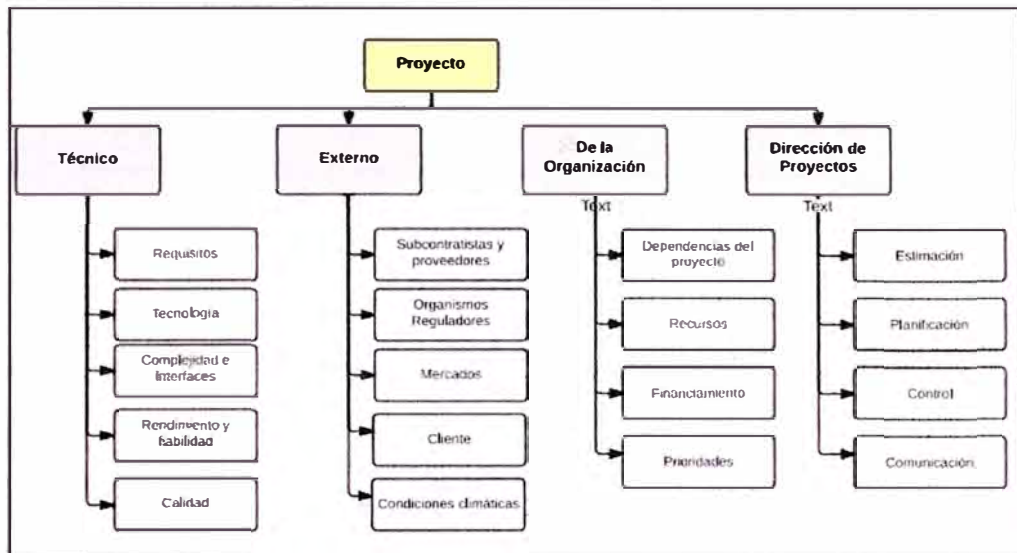 Proyecto
Técnico
Externo
De la
Organización
Dirección de
Proyectos
Text
Text
Requisitos
Tecnología
Complejidad e
Interfaces
Rendimiento y
fiabilidad
Calidad
Subcontratistas y
proveedores
Organismos
Reguladores
Mercados
Cliente
Condiciones climáticas
Dependencias del
proyecto
Recursos
Financiamiento
Prioridades
Estimación
Planificación
Control
Comunicación